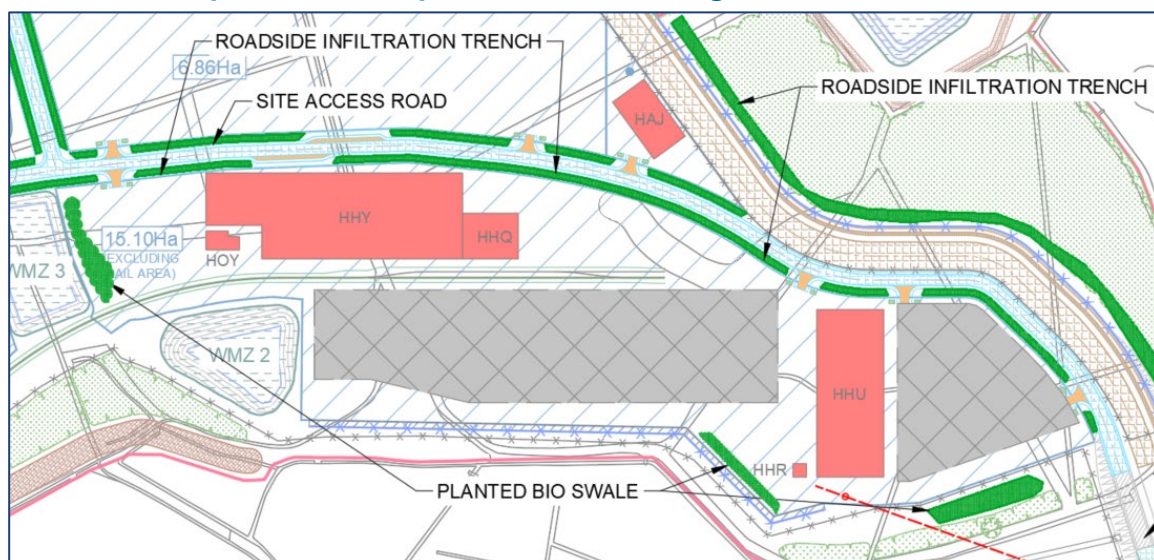 ROADSIDE INFILTRATION TRENCH
6.86Ha
SITE ACCESS ROAD
HAJ
ROADSIDE INFILTRATION TRENCH
HHY
HHQ
HOY
15.10Ha
EXCLUDING
AIL AREA)
WMZ 3
WMZ 2
HHU
HHR
PLANTED BIO SWALE